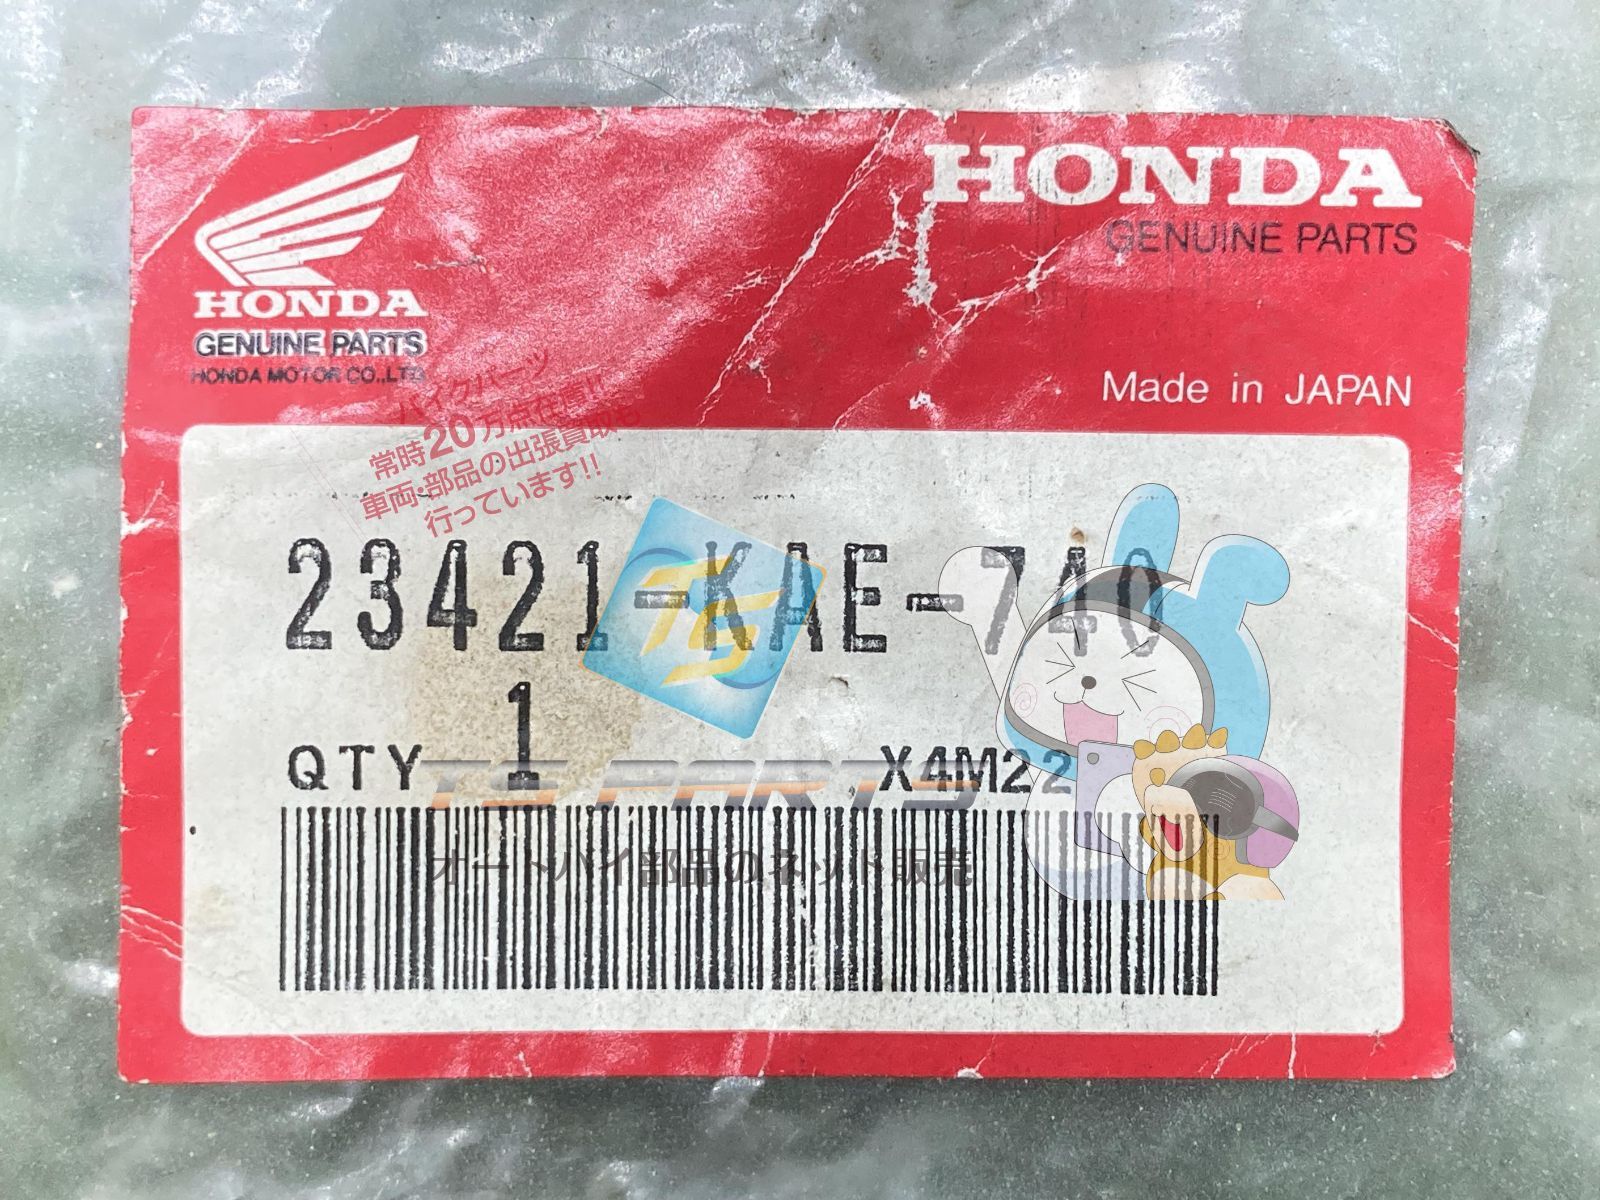 HONDA
GENUINE PARTS
HONDA MOTOR CO.,LTD
HONDA
GENUINE PARTS
Made in JAPAN
バイクパーツ
常時20万点在庫!!
車両・部品の出張買取も
行っています!!
23421-KAE-740
TS
QTY 1 X4M22
TS PARTS
オートバイ部品のネット販売